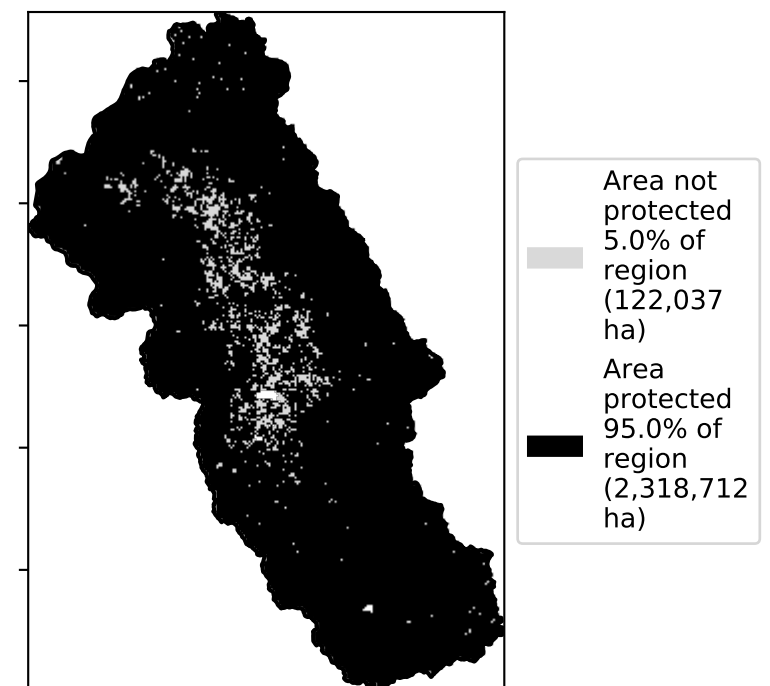 Area not
protected
5.0% of
region
(122,037
ha)
Area
protected
95.0% of
region
(2,318,712
ha)